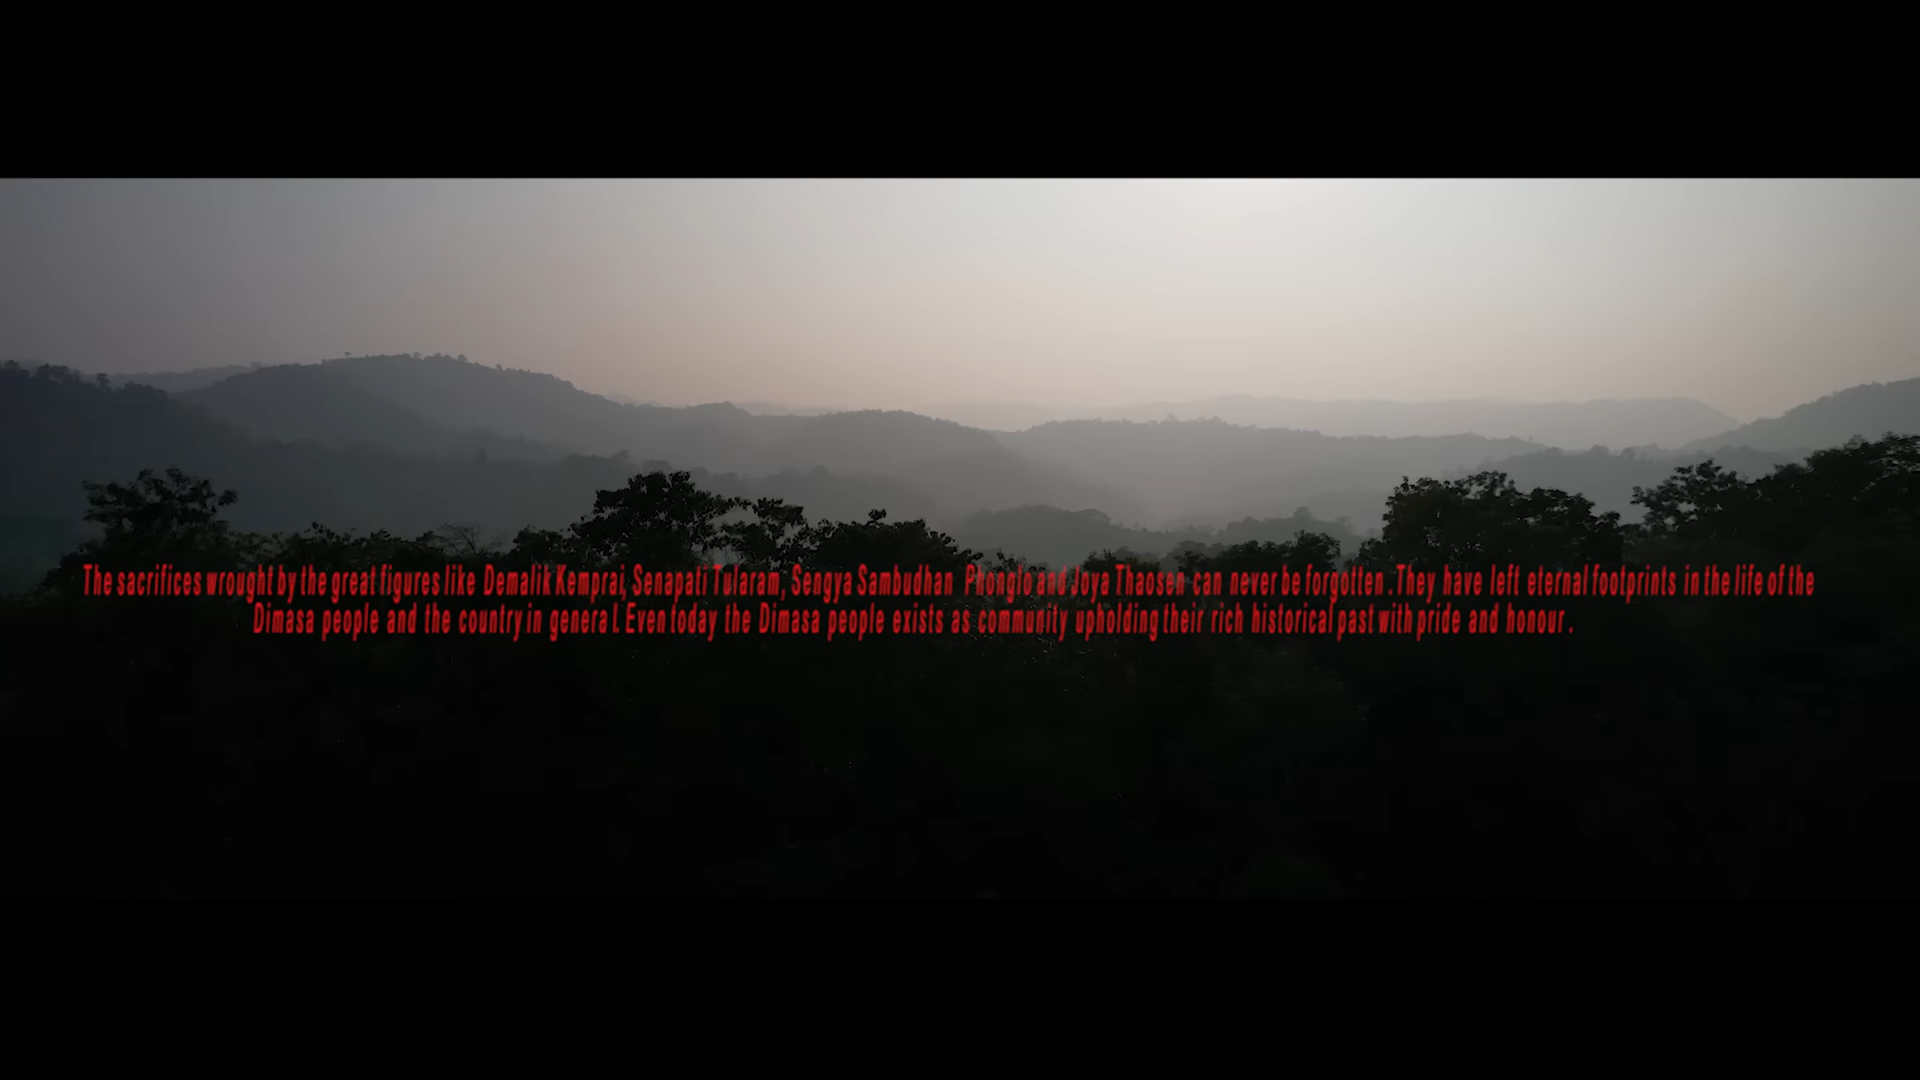 The sacrifices wrought by the great figures like Demalik Kemprai, Senapati Tularam, Sengya Sambudhan Phonglo and Joya Thaosen can never be forgotten . They have left eternal footprints in the life of the
Dimasa people and the country in general. Even today the Dimasa people exists as community upholding their rich historical past with pride and honour .